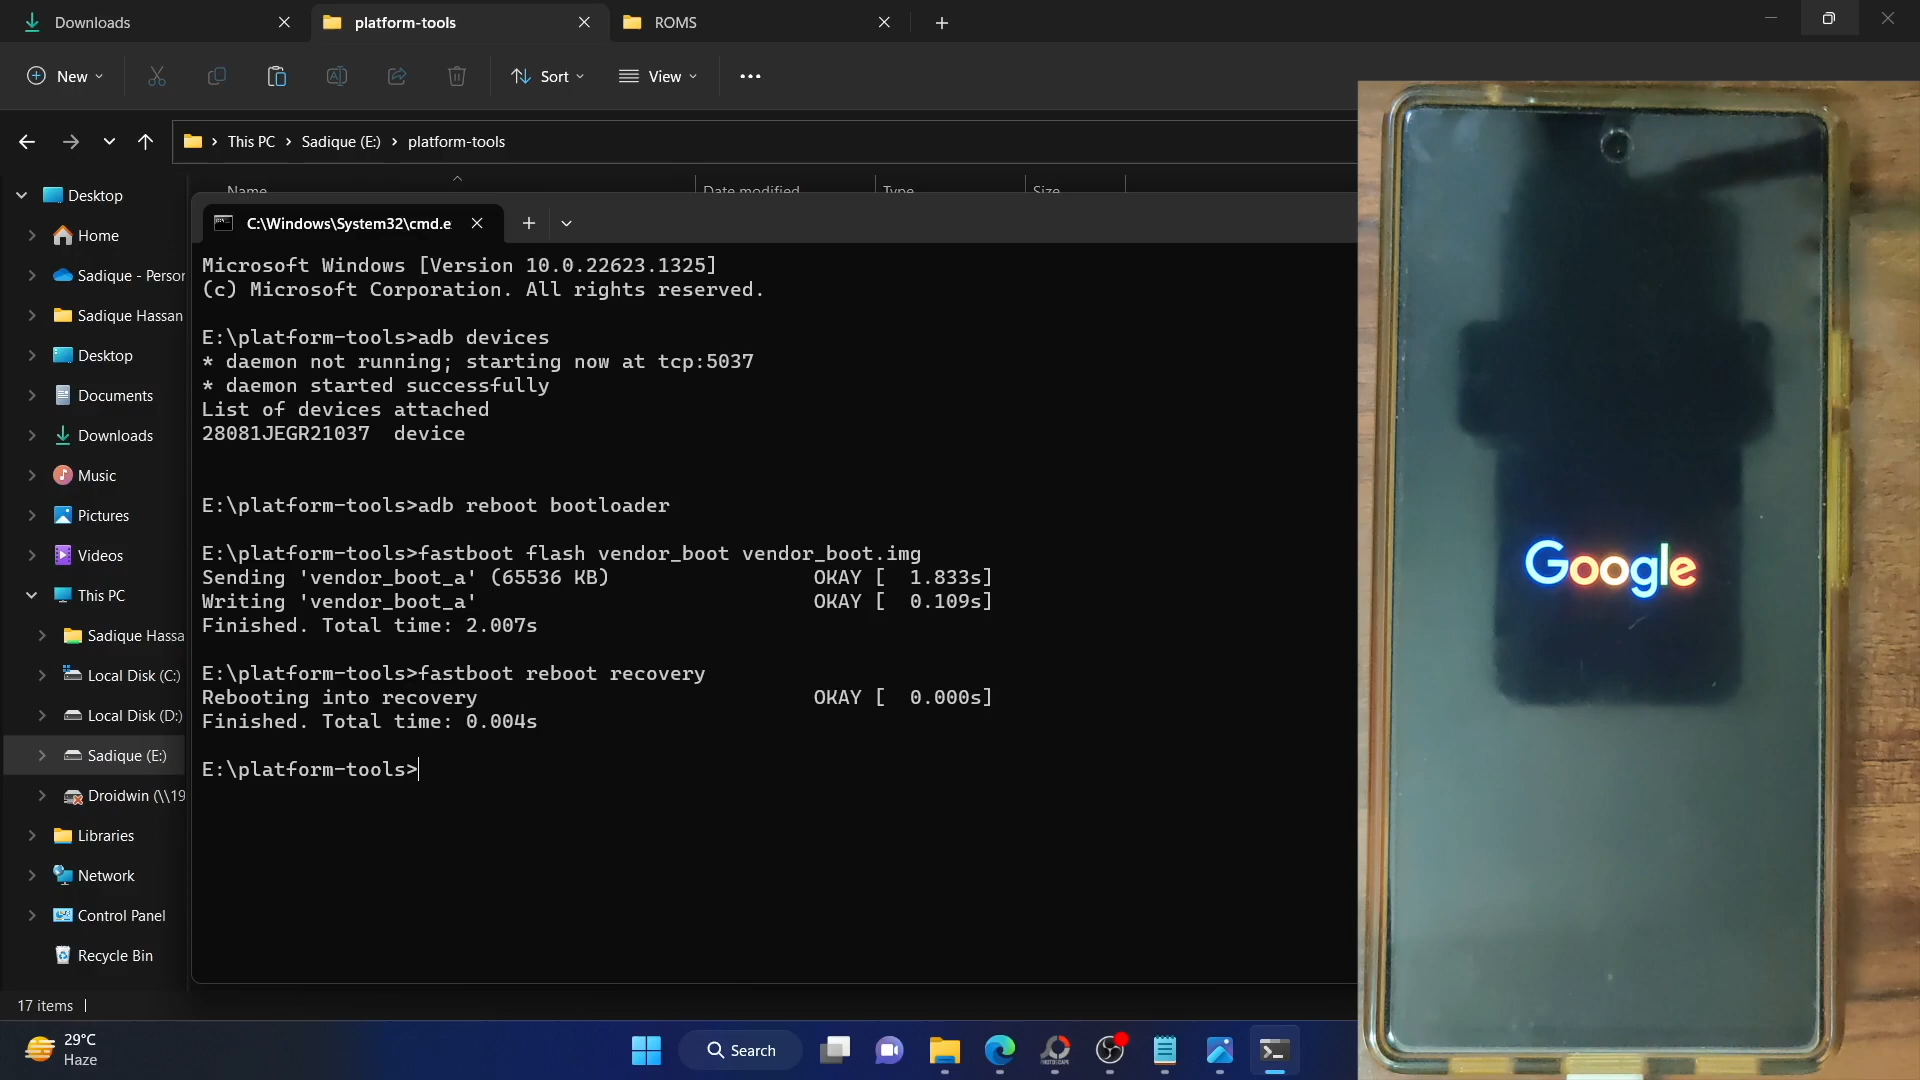 Downloads
platform-tools
ROMS
New
Sort
View
This PC
Sadique (E:)
platform-tools
Name
Date modified
Type
Size
Desktop
Home
Sadique - Person
Sadique Hassan
Desktop
Documents
Downloads
Music
Pictures
Videos
This PC
Sadique Hassa
Local Disk (C:)
Local Disk (D:)
Sadique (E:)
Droidwin (\\19
Libraries
Network
Control Panel
Recycle Bin
17 items
C:\Windows\System32\cmd.e
Microsoft Windows [Version 10.0.22623.1325]
(c) Microsoft Corporation. All rights reserved.
E:\platform-tools>adb devices
* daemon not running; starting now at tcp:5037
* daemon started successfully
List of devices attached
28081JEGR21037  device
E:\platform-tools>adb reboot bootloader
E:\platform-tools>fastboot flash vendor_boot vendor_boot.img
Sending 'vendor_boot_a' (65536 KB)                 OKAY [  1.833s]
Writing 'vendor_boot_a'                            OKAY [  0.109s]
Finished. Total time: 2.007s
E:\platform-tools>fastboot reboot recovery
Rebooting into recovery                            OKAY [  0.000s]
Finished. Total time: 0.004s
E:\platform-tools>
Google
29°C
Haze
Search